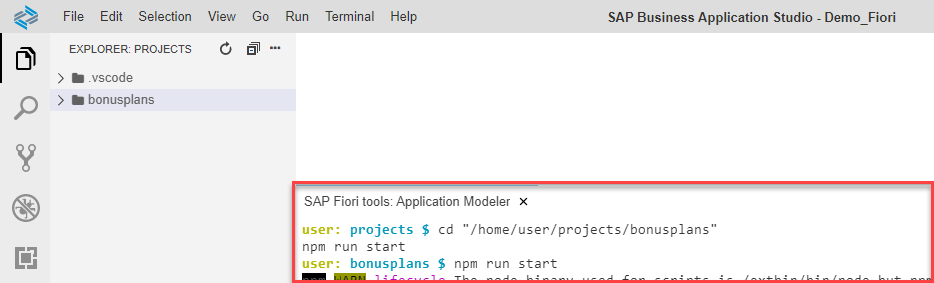 File Edit Selection View Go Run Terminal Help SAP Business Application Studio - Demo_Fiori
EXPLORER: PROJECTS
.vscode
bonusplans
SAP Fiori tools: Application Modeler
user: projects $ cd "/home/user/projects/bonusplans"
npm run start
user: bonusplans $ npm run start
npm WARN lifecycle The node binary used for scripts is /extbin/bin/node but npm